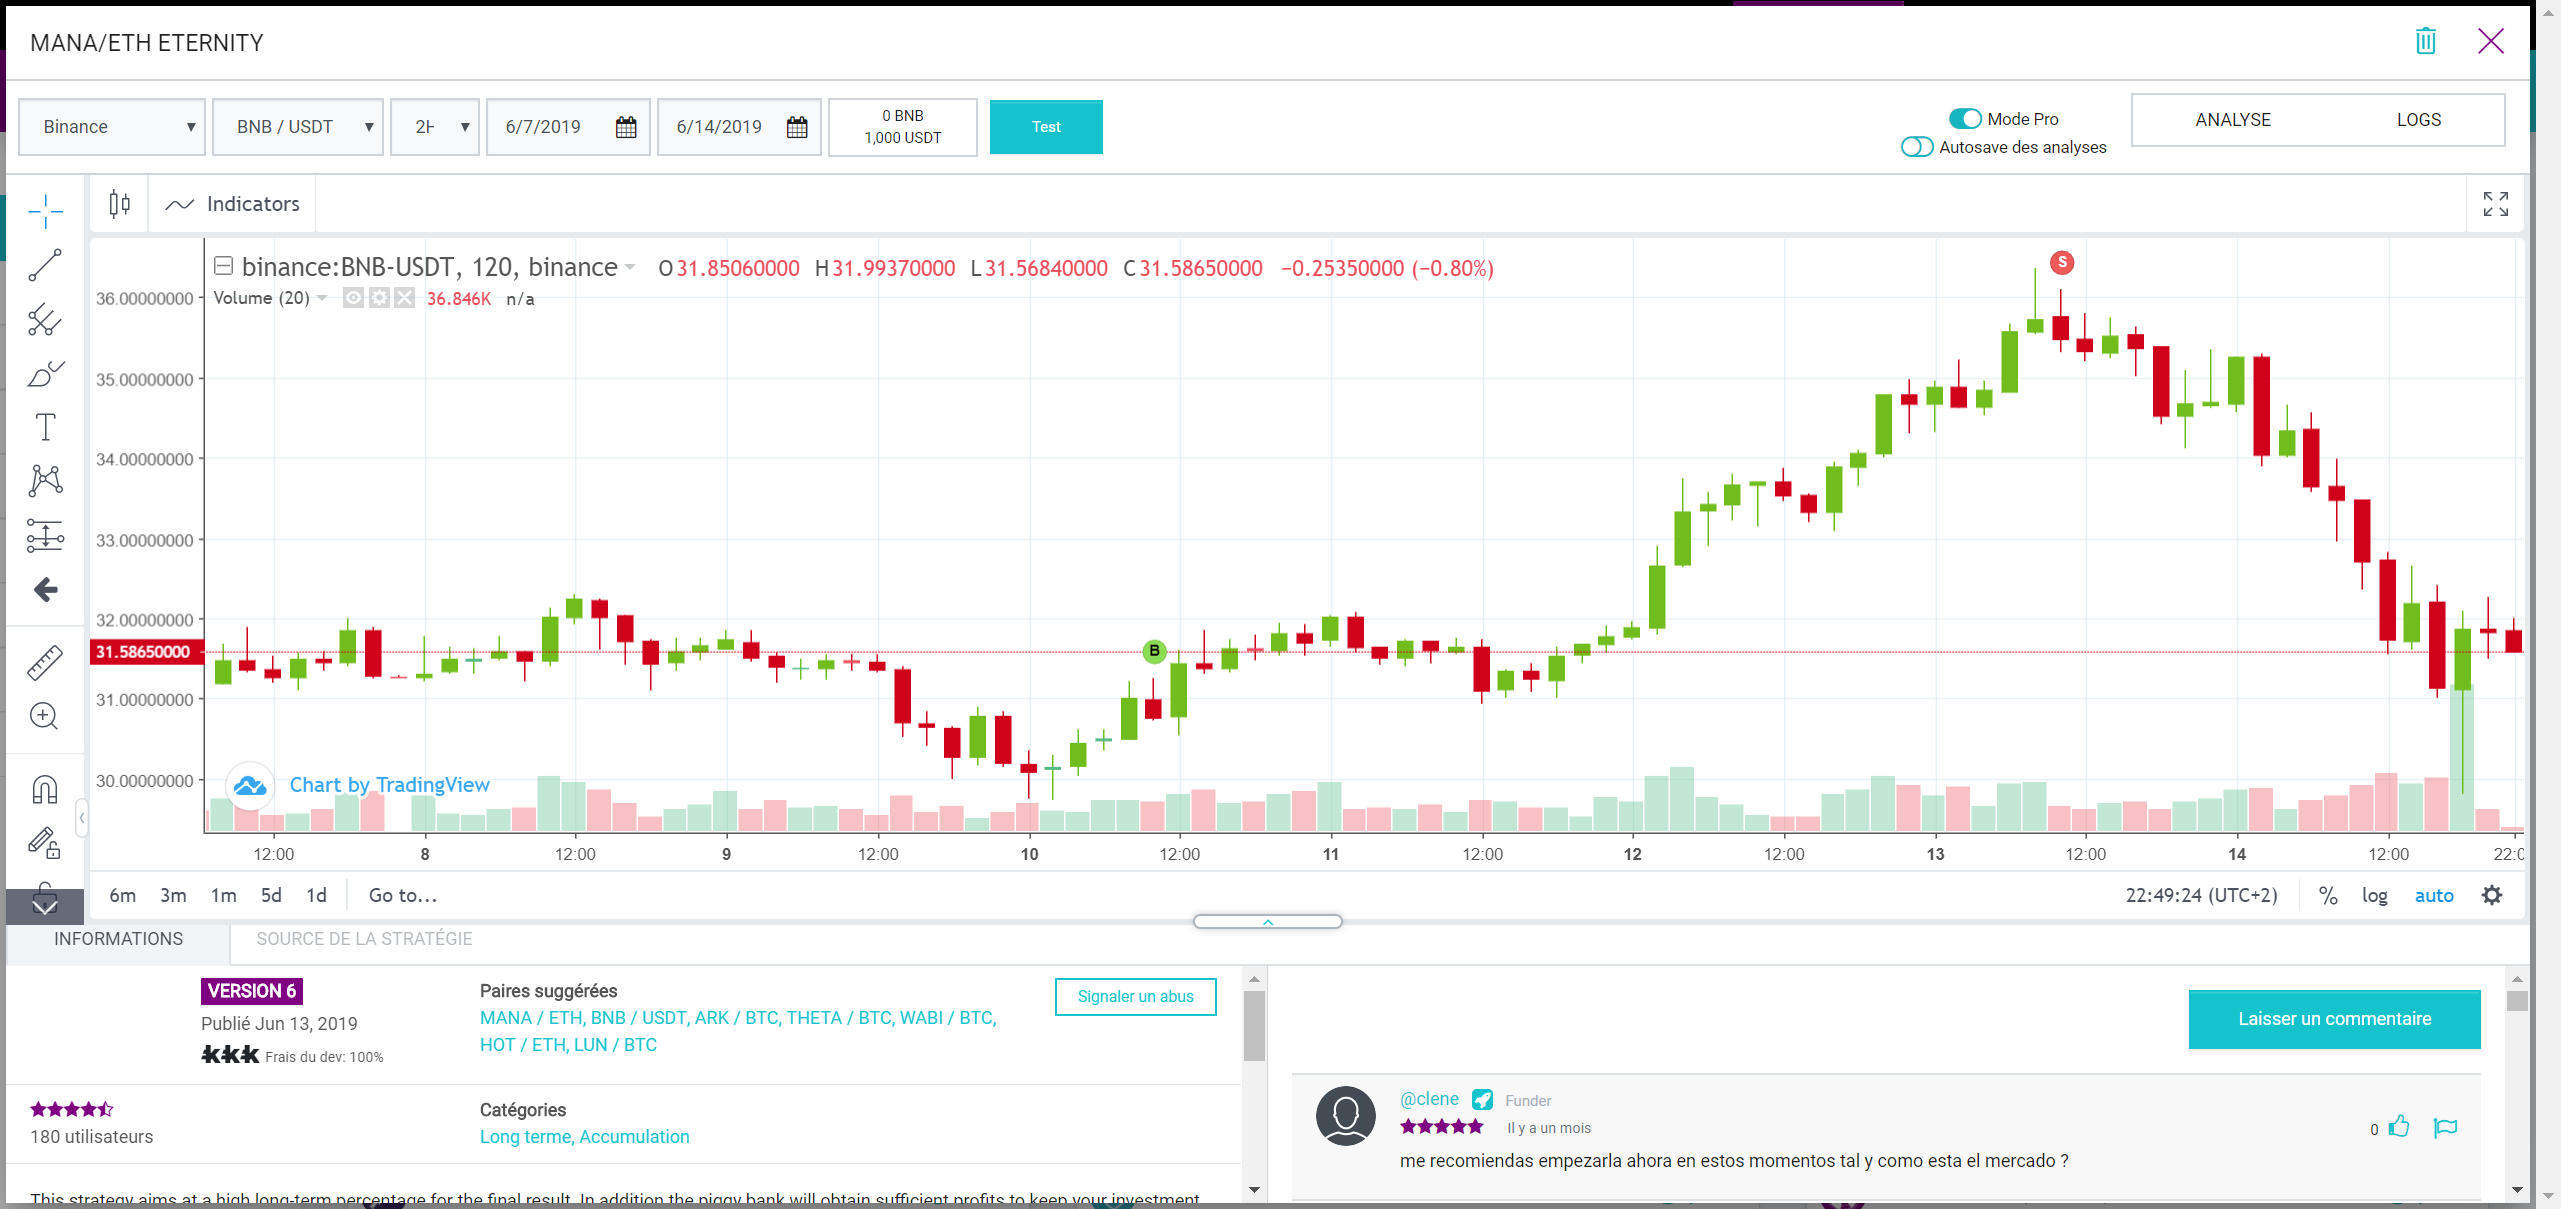 MANA/ETH ETERNITY
Binance
BNB / USDT
6/7/2019
6/14/2019
0 BNB
1,000 USDT
Test
Mode Pro
Autosave des analyses
ANALYSE
LOGS
Indicators
binance:BNB-USDT, 120, binance
O 31.85060000 H 31.99370000 L 31.56840000 C 31.58650000 −0.25350000 (−0.80%)
Volume (20)
36.846K n/a
S
B
36.00000000
35.00000000
34.00000000
33.00000000
32.00000000
31.58650000
31.00000000
30.00000000
Chart by TradingView
12:00 8 12:00 9 12:00 10 12:00 11 12:00 12 12:00 13 12:00 14 12:00
6m 3m 1m 5d 1d Go to...
22:49:24 (UTC+2) % log auto
INFORMATIONS
SOURCE DE LA STRATÉGIE
VERSION 6
Publié Jun 13, 2019
Frais du dev: 100%
Paires suggérées
MANA / ETH, BNB / USDT, ARK / BTC, THETA / BTC, WABI / BTC,
HOT / ETH, LUN / BTC
Signaler un abus
180 utilisateurs
Catégories
Long terme, Accumulation
This strategy aims at a high long-term percentage for the final result. In addition the piggy bank will obtain sufficient profits to keep your investment
Laisser un commentaire
@clene Funder
Il y a un mois
0
me recomiendas empezarla ahora en estos momentos tal y como esta el mercado ?